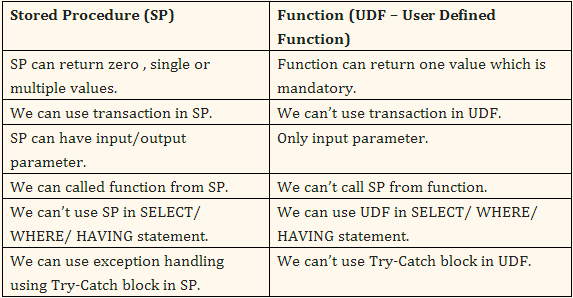 Stored Procedure (SP)
Function (UDF – User Defined
Function)
SP can return zero , single or
multiple values.
Function can return one value which is
mandatory.
We can use transaction in SP.
We can’t use transaction in UDF.
SP can have input/output
parameter.
Only input parameter.
We can called function from SP.
We can’t call SP from function.
We can’t use SP in SELECT/
WHERE/ HAVING statement.
We can use UDF in SELECT/ WHERE/
HAVING statement.
We can use exception handling
using Try-Catch block in SP.
We can’t use Try-Catch block in UDF.